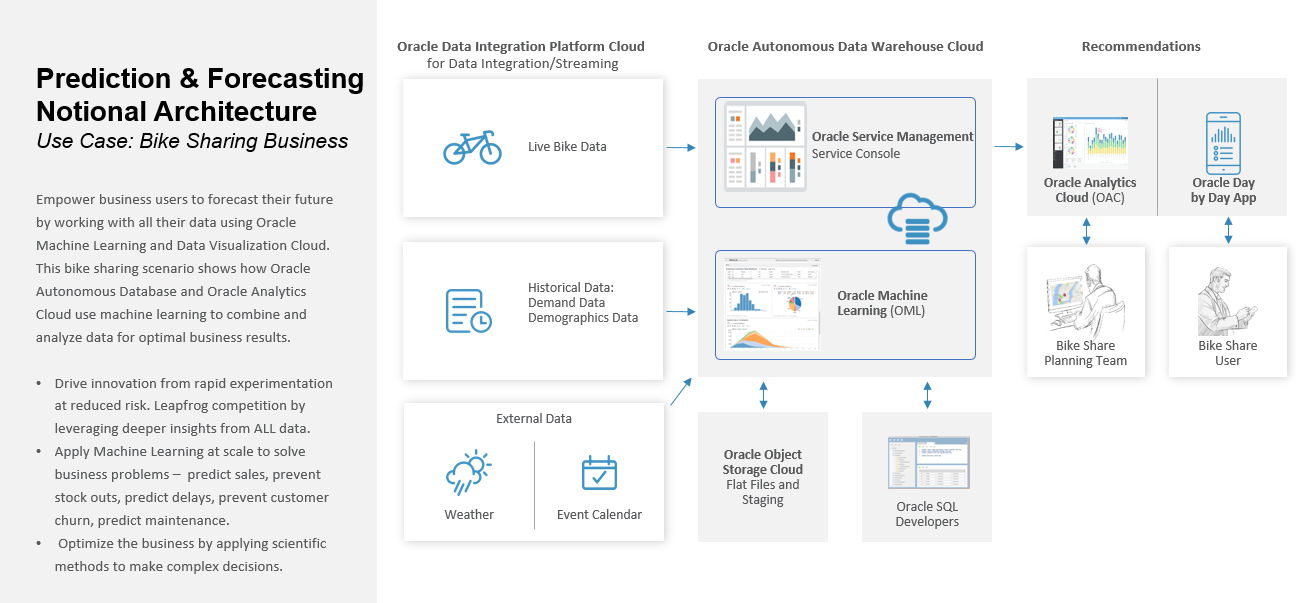 Prediction & Forecasting
Notional Architecture
Use Case: Bike Sharing Business
Empower business users to forecast their future
by working with all their data using Oracle
Machine Learning and Data Visualization Cloud.
This bike sharing scenario shows how Oracle
Autonomous Database and Oracle Analytics
Cloud use machine learning to combine and
analyze data for optimal business results.
• Drive innovation from rapid experimentation
at reduced risk. Leapfrog competition by
leveraging deeper insights from ALL data.
• Apply Machine Learning at scale to solve
business problems – predict sales, prevent
stock outs, predict delays, prevent customer
churn, predict maintenance.
• Optimize the business by applying scientific
methods to make complex decisions.
Oracle Data Integration Platform Cloud
for Data Integration/Streaming
Live Bike Data
Historical Data:
Demand Data
Demographics Data
External Data
Weather
Event Calendar
Oracle Autonomous Data Warehouse Cloud
Oracle Service Management
Service Console
Oracle Machine
Learning (OML)
Oracle Object
Storage Cloud
Flat Files and
Staging
Oracle SQL
Developers
Recommendations
Oracle Analytics
Cloud (OAC)
Oracle Day
by Day App
Bike Share
Planning Team
Bike Share
User